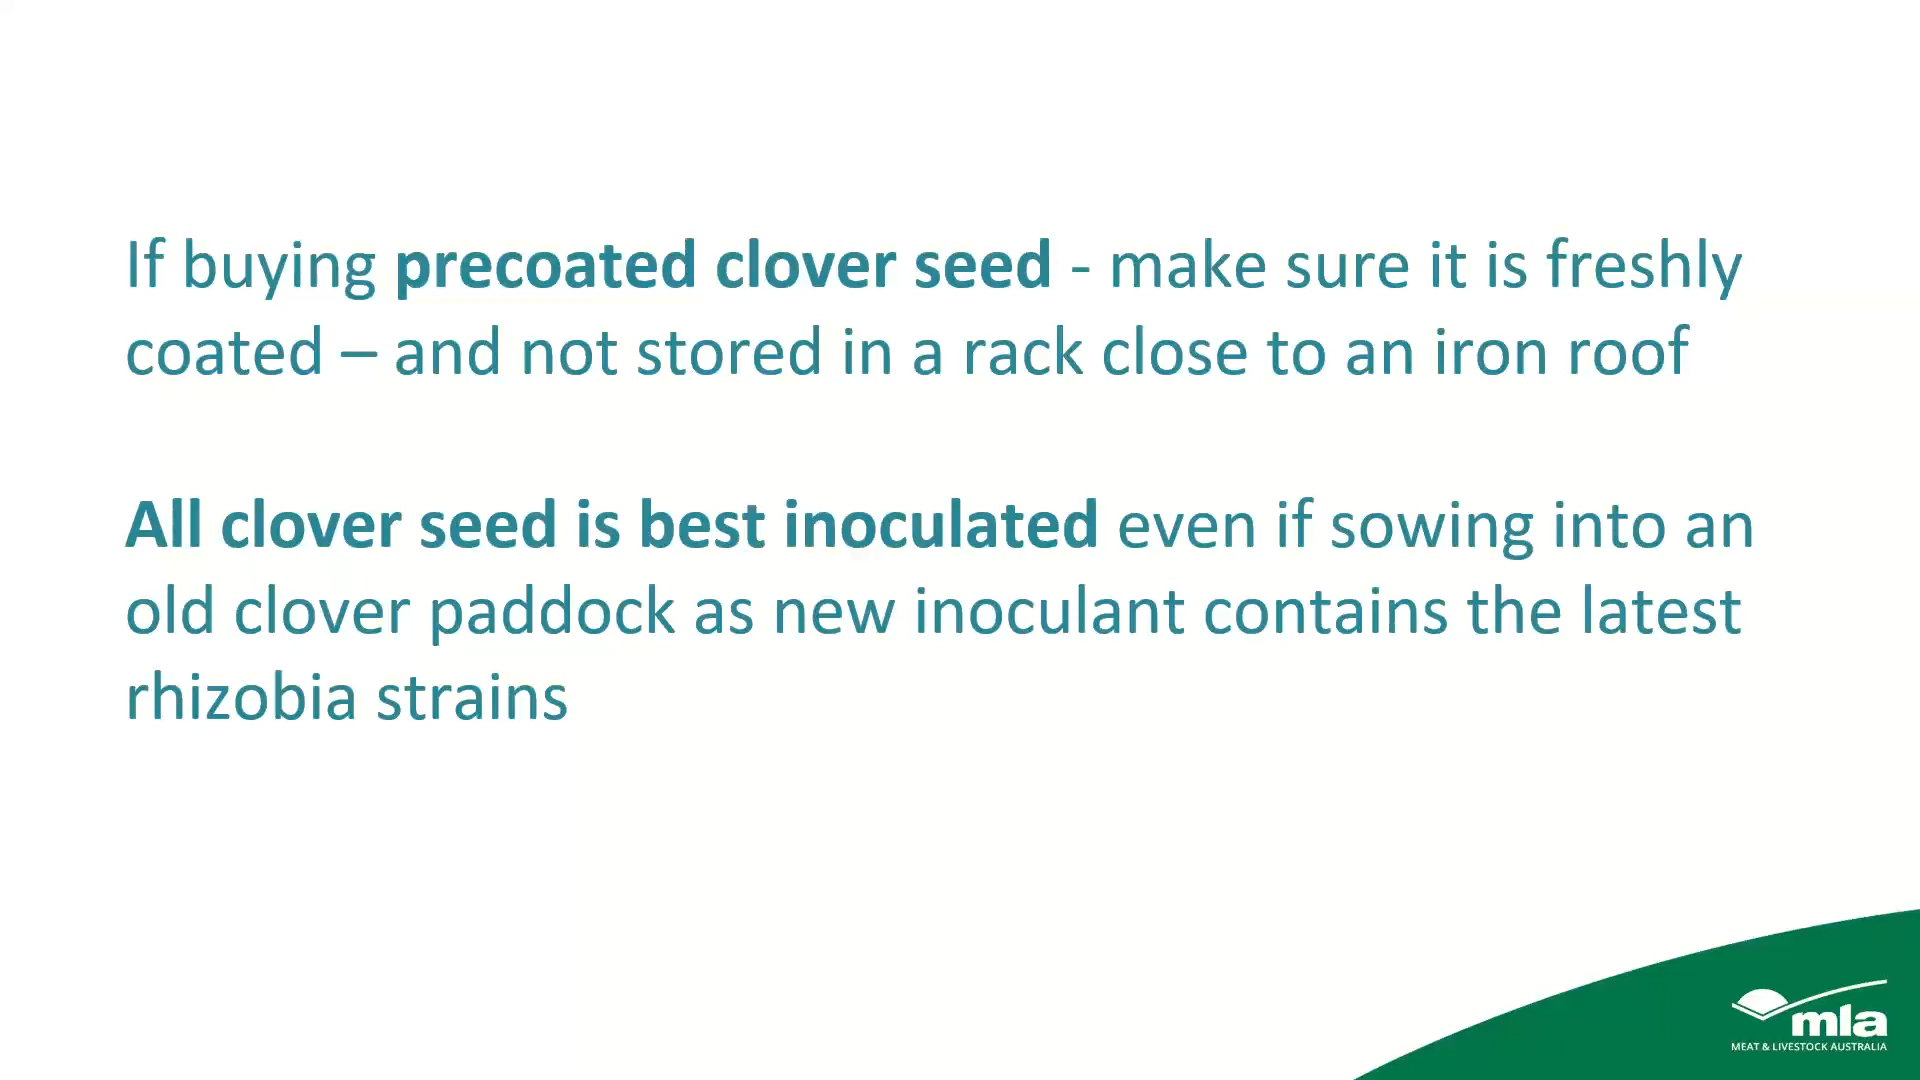 If buying precoated clover seed - make sure it is freshly
coated – and not stored in a rack close to an iron roof
All clover seed is best inoculated even if sowing into an
old clover paddock as new inoculant contains the latest
rhizobia strains
mla
MEAT & LIVESTOCK AUSTRALIA